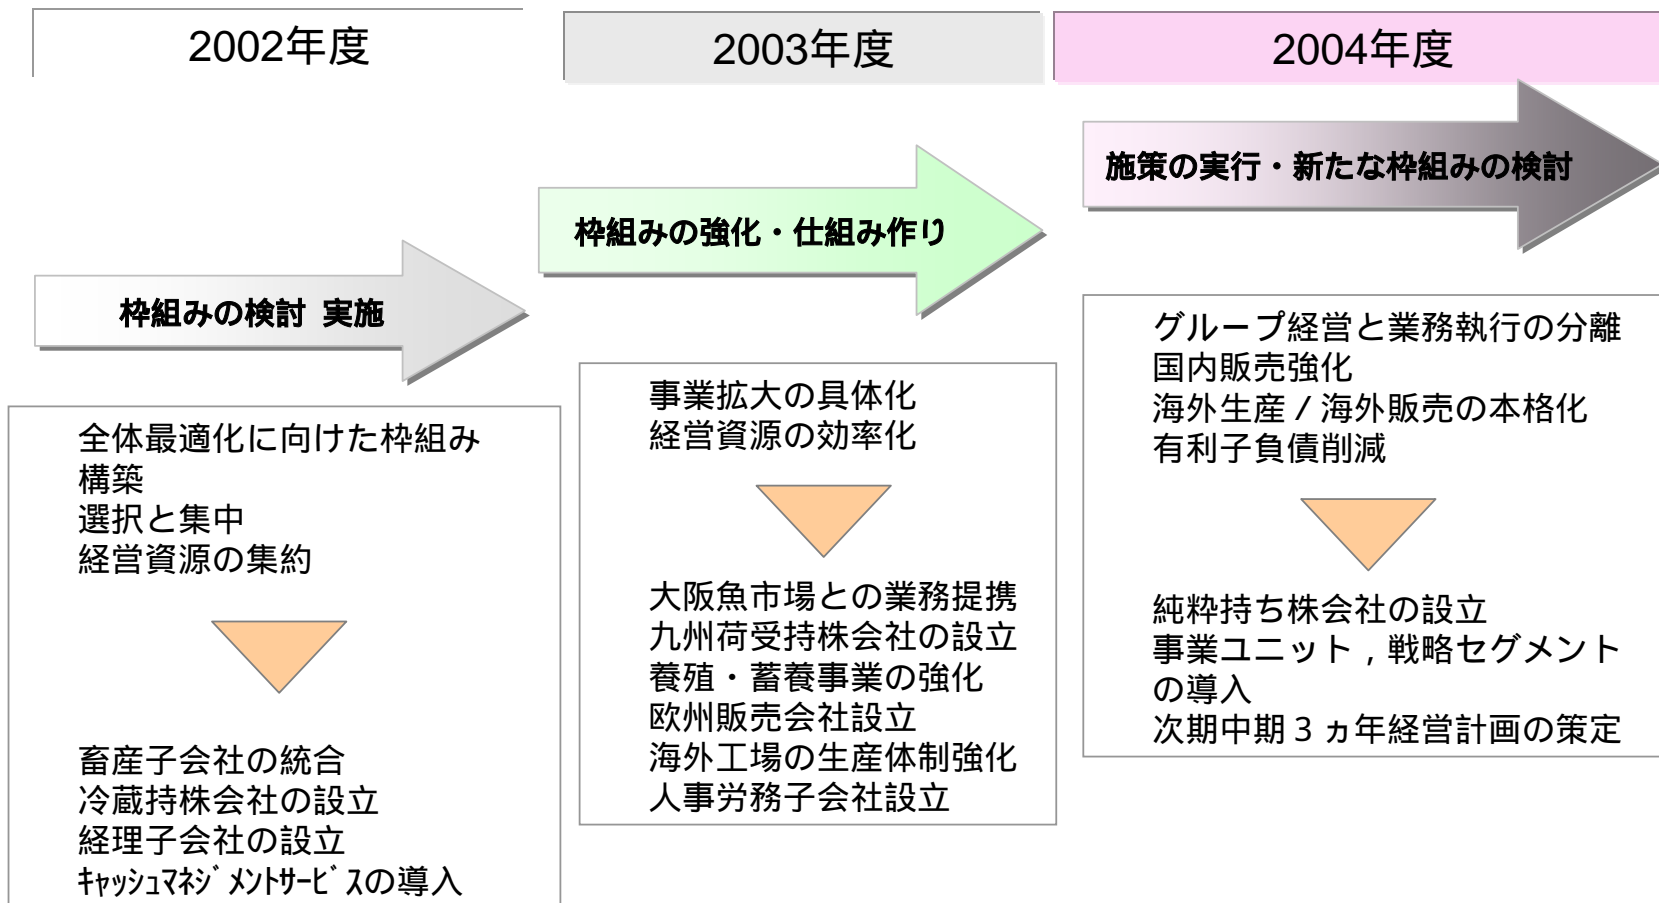 2002年度
枠組みの検討 実施
全体最適化に向けた枠組み
構築
選択と集中
経営資源の集約
畜産子会社の統合
冷蔵持株会社の設立
経理子会社の設立
ｷｬｯｼｭﾏﾈｼﾞﾒﾝﾄｻｰﾋﾞｽの導入
2003年度
枠組みの強化・仕組み作り
事業拡大の具体化
経営資源の効率化
大阪魚市場との業務提携
九州荷受持株会社の設立
養殖・蓄養事業の強化
欧州販売会社設立
海外工場の生産体制強化
人事労務子会社設立
2004年度
施策の実行・新たな枠組みの検討
グループ経営と業務執行の分離
国内販売強化
海外生産／海外販売の本格化
有利子負債削減
純粋持ち株会社の設立
事業ユニット，戦略セグメント
の導入
次期中期３ヵ年経営計画の策定